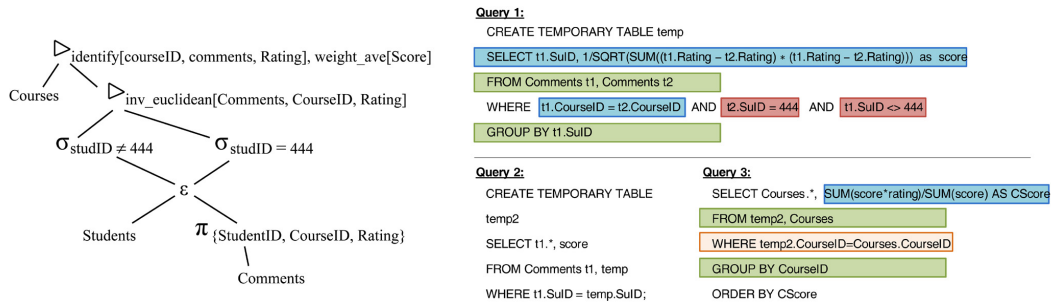 ▷identify[courseID, comments, Rating], weight_ave[Score]
Courses
▷inv_euclidean[Comments, CourseID, Rating]
σstudID ≠ 444
σstudID = 444
ε
Students
π{StudentID, CourseID, Rating}
Comments
Query 1:
CREATE TEMPORARY TABLE temp
SELECT t1.SuID, 1/SQRT(SUM((t1.Rating − t2.Rating) * (t1.Rating − t2.Rating))) as score
FROM Comments t1, Comments t2
WHERE t1.CourseID = t2.CourseID AND t2.SuID = 444 AND t1.SuID <> 444
GROUP BY t1.SuID
Query 2:
CREATE TEMPORARY TABLE
temp2
SELECT t1.*, score
FROM Comments t1, temp
WHERE t1.SuID = temp.SuID;
Query 3:
SELECT Courses.*, SUM(score*rating)/SUM(score) AS CScore
FROM temp2, Courses
WHERE temp2.CourseID=Courses.CourseID
GROUP BY CourseID
ORDER BY CScore